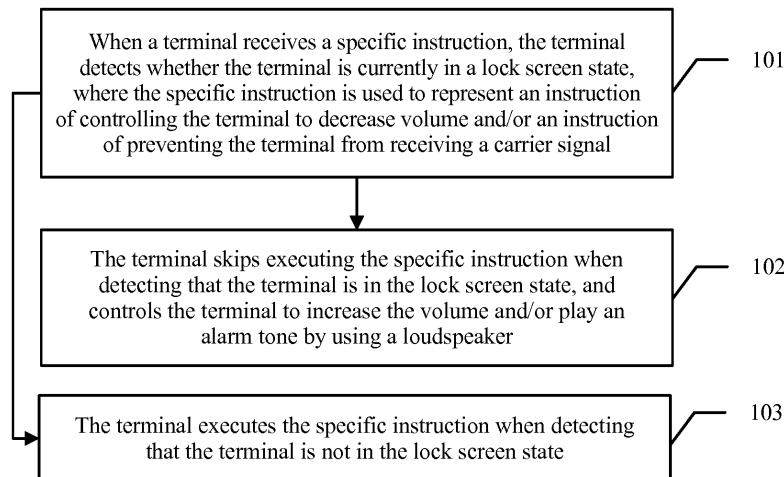 When a terminal receives a specific instruction, the terminal
detects whether the terminal is currently in a lock screen state,
where the specific instruction is used to represent an instruction
of controlling the terminal to decrease volume and/or an instruction
of preventing the terminal from receiving a carrier signal
101
The terminal skips executing the specific instruction when
detecting that the terminal is in the lock screen state, and
controls the terminal to increase the volume and/or play an
alarm tone by using a loudspeaker
102
The terminal executes the specific instruction when detecting
that the terminal is not in the lock screen state
103